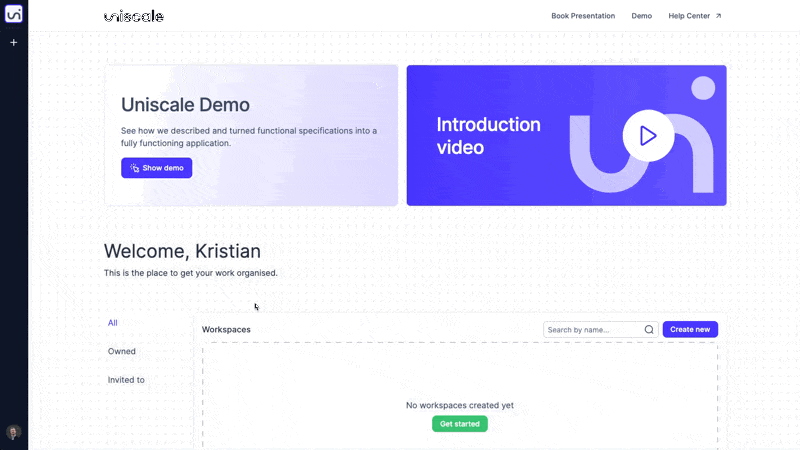 uniscale
Book Presentation
Demo
Help Center
Uniscale Demo
See how we described and turned functional specifications into a
fully functioning application.
Show demo
Introduction
video
Welcome, Kristian
This is the place to get your work organised.
All
Owned
Invited to
Workspaces
Search by name...
Create new
No workspaces created yet
Get started